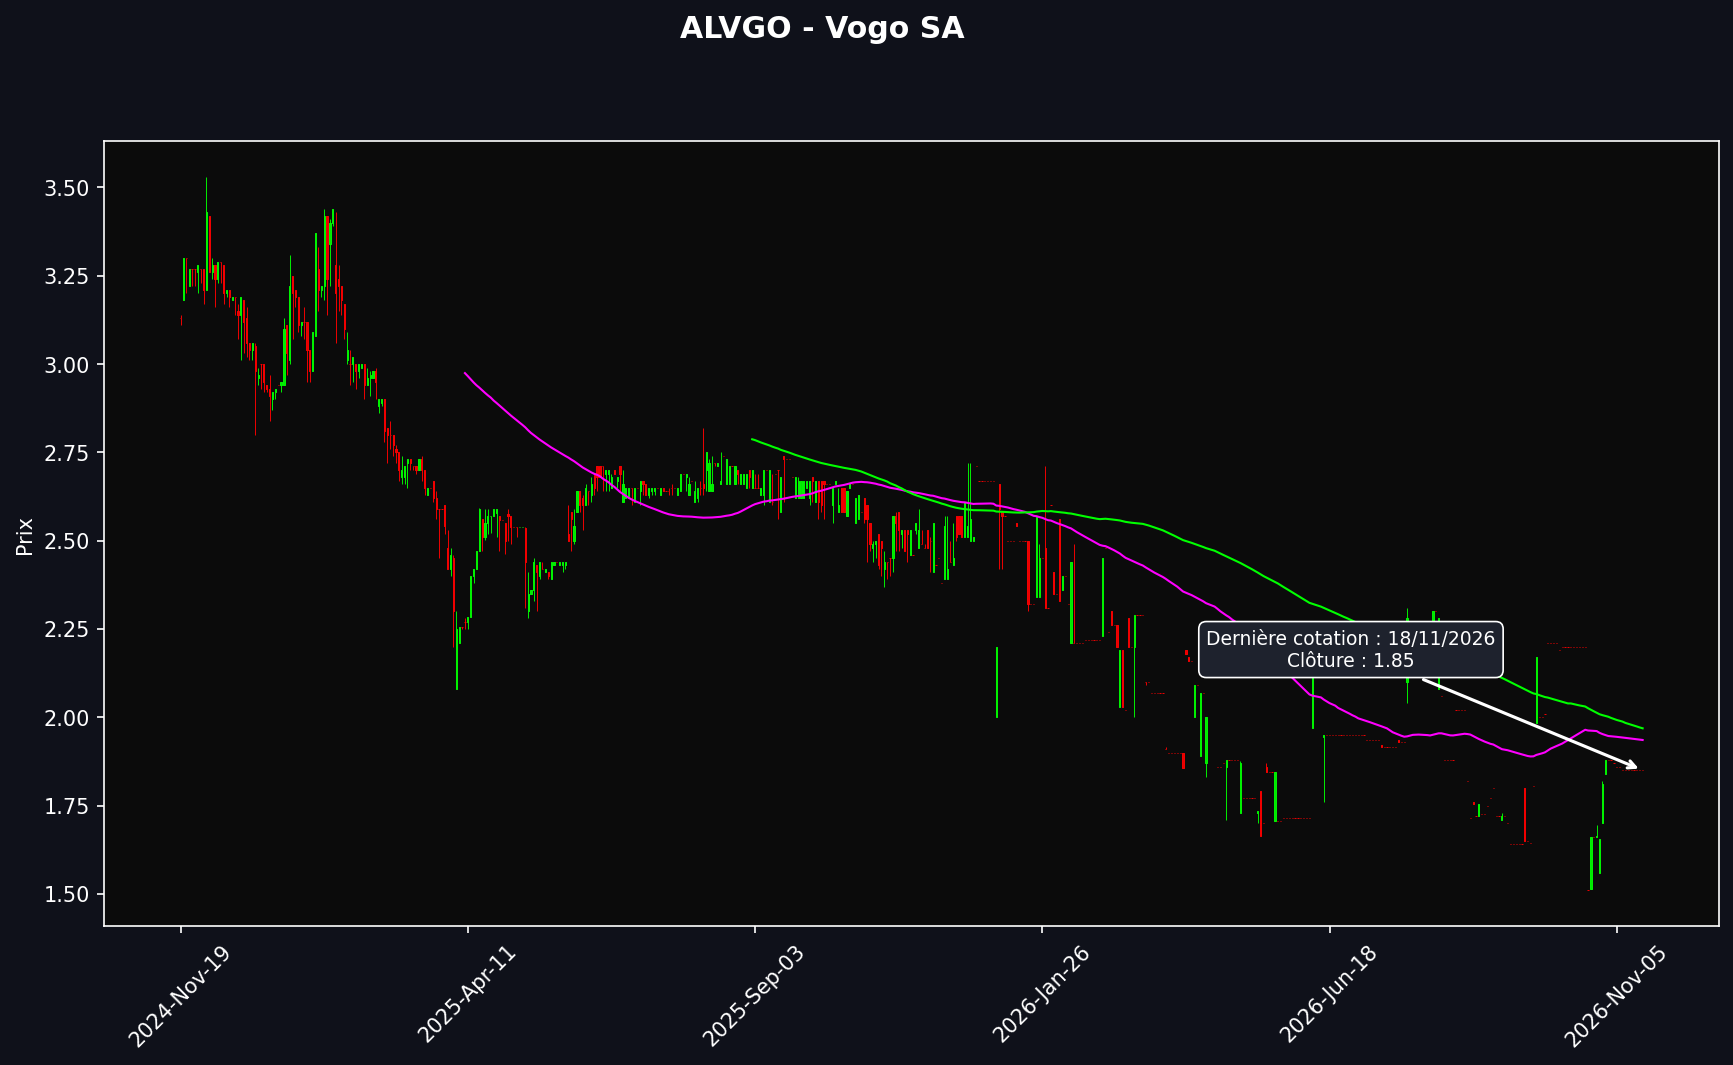 ALVGO - Vogo SA
Prix
3.50
3.25
3.00
2.75
2.50
2.25
2.00
1.75
1.50
Dernière cotation : 18/11/2026
Clôture : 1.85
2024-Nov-19
2025-Apr-11
2025-Sep-03
2026-Jan-26
2026-Jun-18
2026-Nov-05